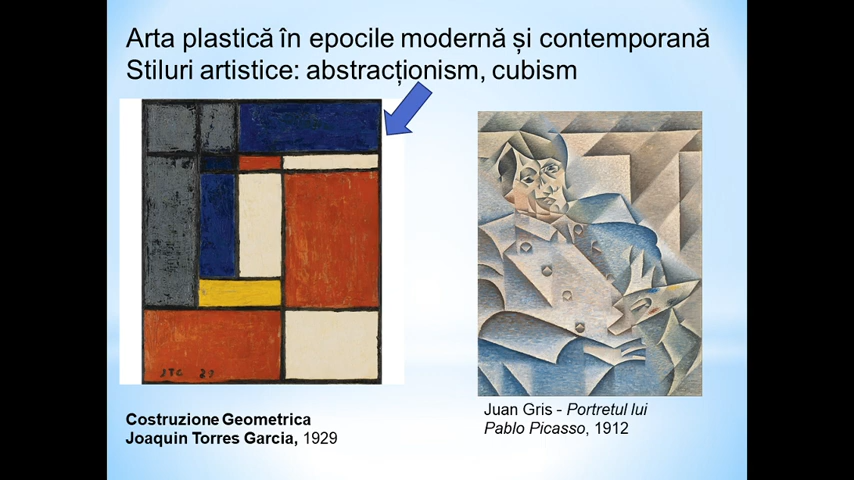 Arta plastică în epocile modernă și contemporană
Stiluri artistice: abstracționism, cubism
JTG 29
Costruzione Geometrica
Joaquin Torres Garcia, 1929
Juan Gris - Portretul lui
Pablo Picasso, 1912